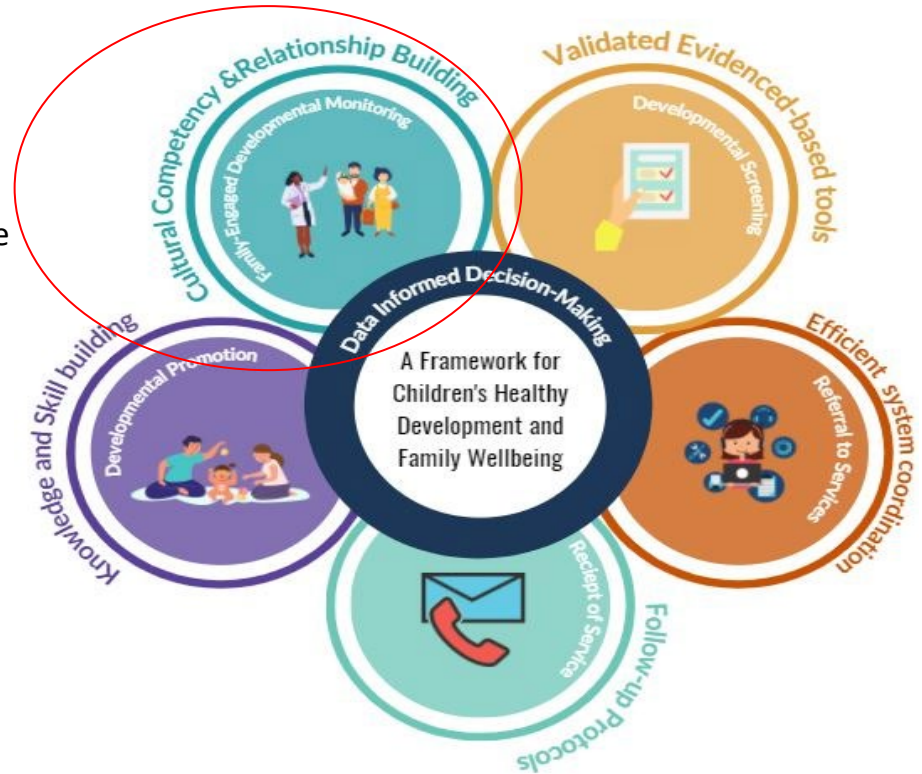 Cultural Competency &Relationship Building
Family-Engaged Developmental Monitoring
Validated Evidenced-based tools
Developmental Screening
e
Data Informed Decision-Making
A Framework for
Children's Healthy
Development and
Family Wellbeing
Knowledge and Skill building
Developmental Promotion
Efficient system coordination
Referral to Services
Reciept of Service
Follow-up Protocols